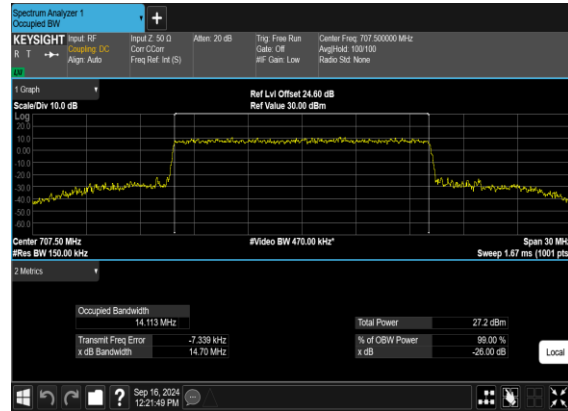 Spectrum Analyzer 1
Occupied BW
+
KEYSIGHT Input: RF Input Z: 50 Ω Atten: 20 dB Trig: Free Run Center Freq: 707.500000 MHz
R T Coupling: DC Corr CCorr Gate: Off Avg|Hold: 100/100
Align: Auto Freq Ref: Int (S) #IF Gain: Low Radio Std: None
LXI
1 Graph
Ref Lvl Offset 24.60 dB
Scale/Div 10.0 dB Ref Value 30.00 dBm
Log
20.0
10.0
0.00
-10.0
-20.0
-30.0
-40.0
-50.0
-60.0
Center 707.50 MHz #Video BW 470.00 kHz* Span 30 MHz
#Res BW 150.00 kHz Sweep 1.67 ms (1001 pts)
2 Metrics
Occupied Bandwidth
14.113 MHz Total Power 27.2 dBm
Transmit Freq Error -7.339 kHz % of OBW Power 99.00 %
x dB Bandwidth 14.70 MHz x dB -26.00 dB
Local
? Sep 16, 2024
12:21:49 PM